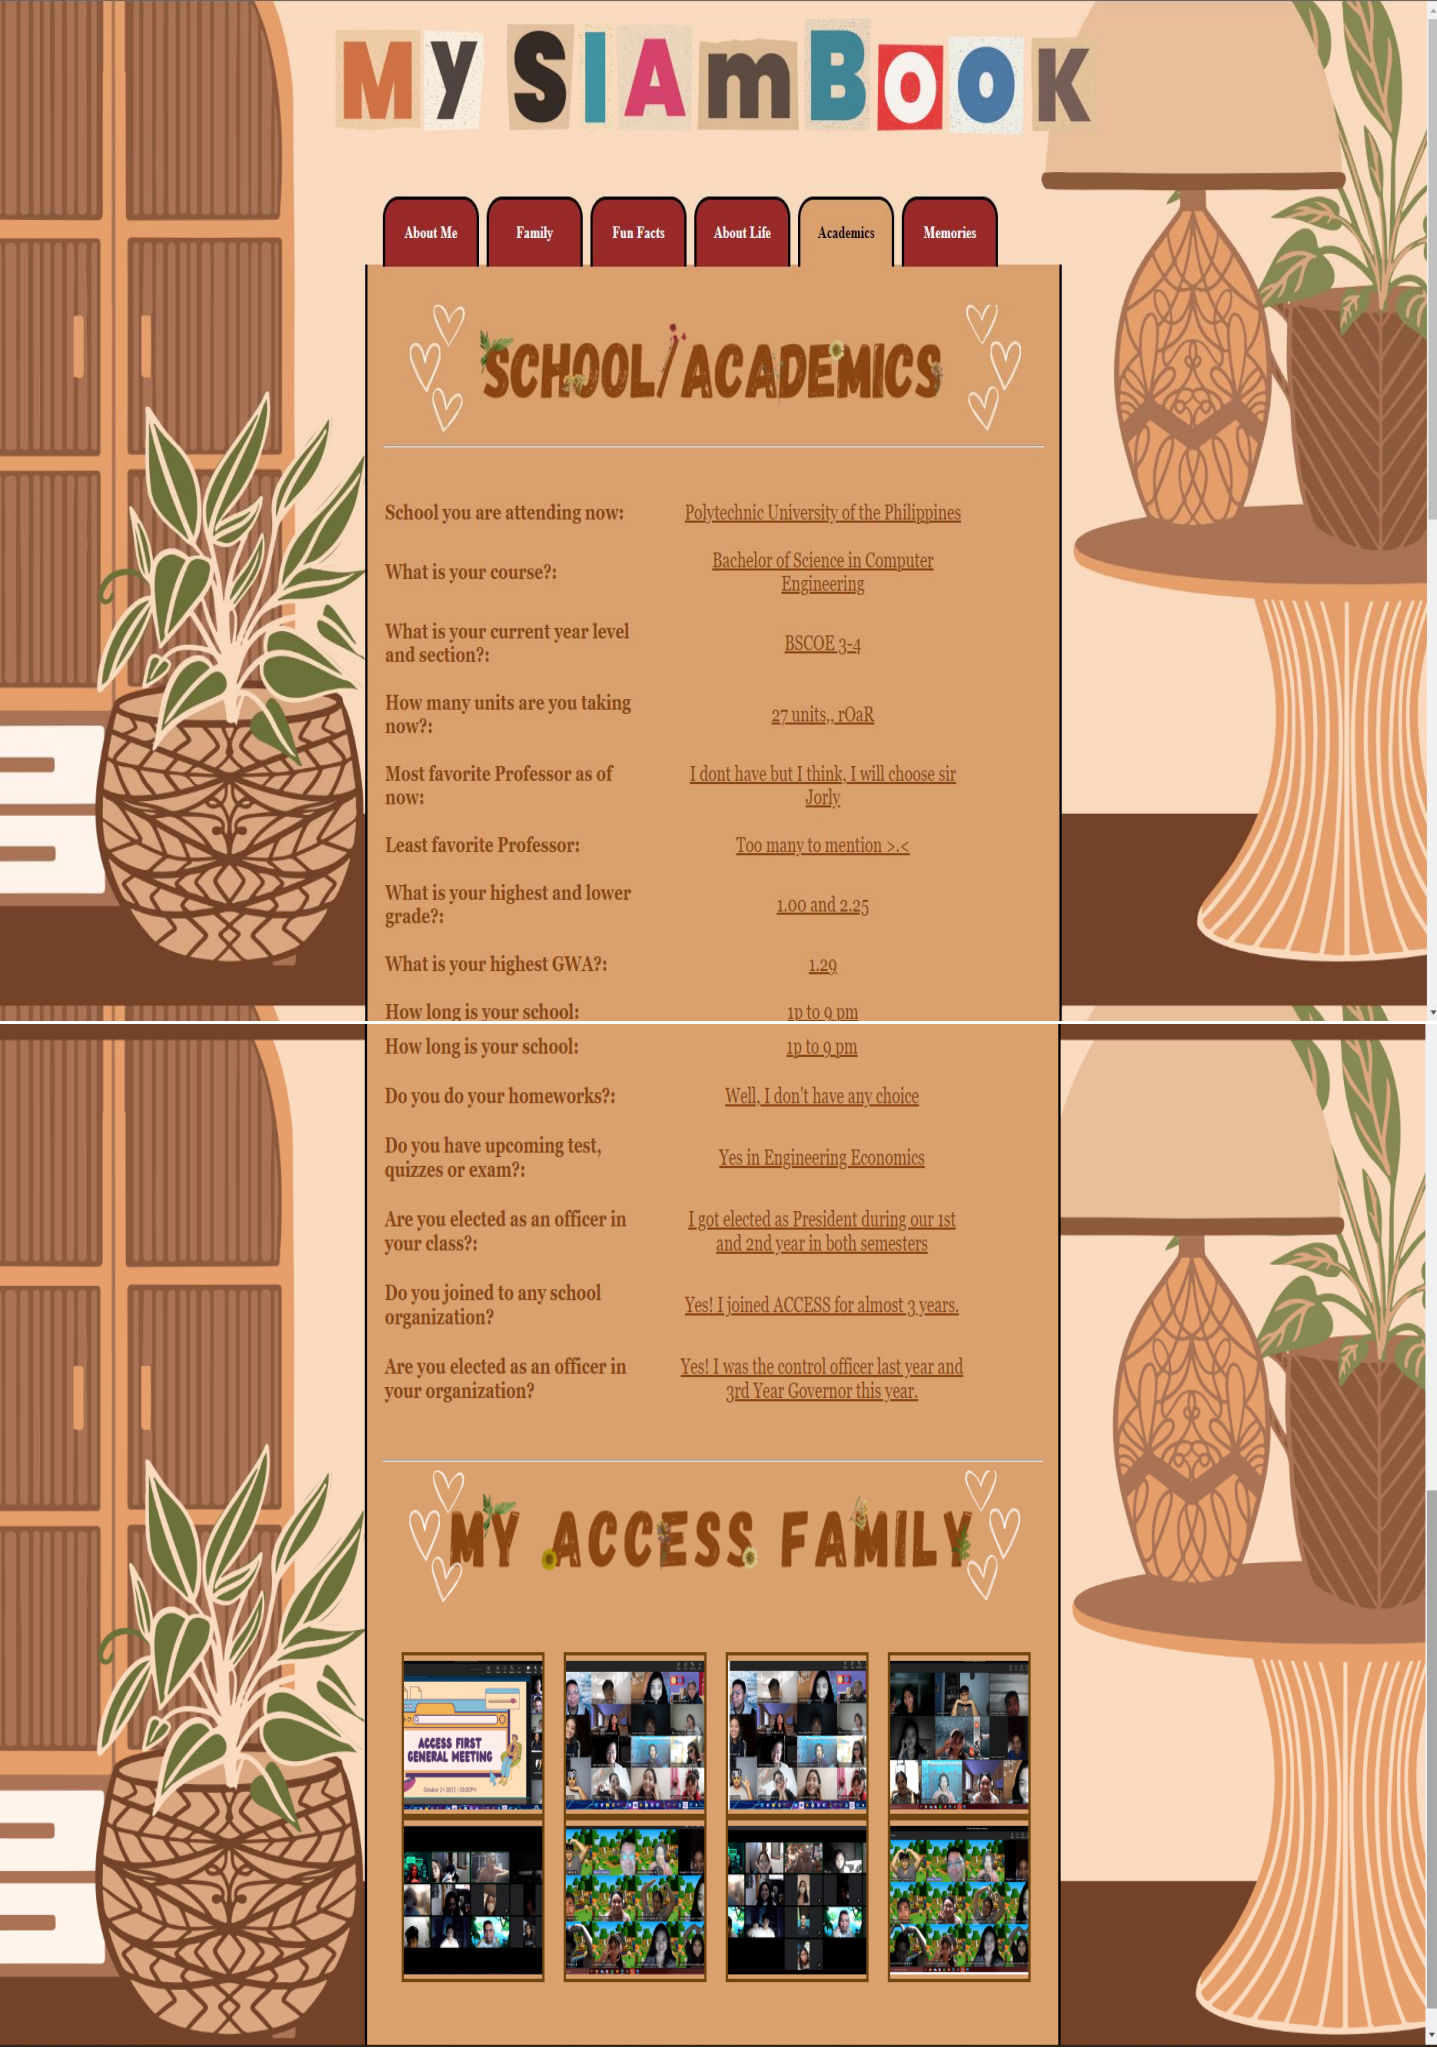 MY SIAmBOOK
About Me
Family
Fun Facts
About Life
Academics
Memories
SCHOOL/ACADEMICS
School you are attending now:
Polytechnic University of the Philippines
What is your course?:
Bachelor of Science in Computer
Engineering
What is your current year level
and section?:
BSCOE 3-4
How many units are you taking
now?:
27 units,, rOaR
Most favorite Professor as of
now:
I dont have but I think, I will choose sir
Jorly
Least favorite Professor:
Too many to mention >.<
What is your highest and lower
grade?:
1.00 and 2.25
What is your highest GWA?:
1.29
How long is your school:
1p to 9 pm
How long is your school:
1p to 9 pm
Do you do your homeworks?:
Well, I don't have any choice
Do you have upcoming test,
quizzes or exam?:
Yes in Engineering Economics
Are you elected as an officer in
your class?:
I got elected as President during our 1st
and 2nd year in both semesters
Do you joined to any school
organization?
Yes! I joined ACCESS for almost 3 years.
Are you elected as an officer in
your organization?
Yes! I was the control officer last year and
3rd Year Governor this year.
MY ACCESS FAMILY
ACCESS FIRST
GENERAL MEETING